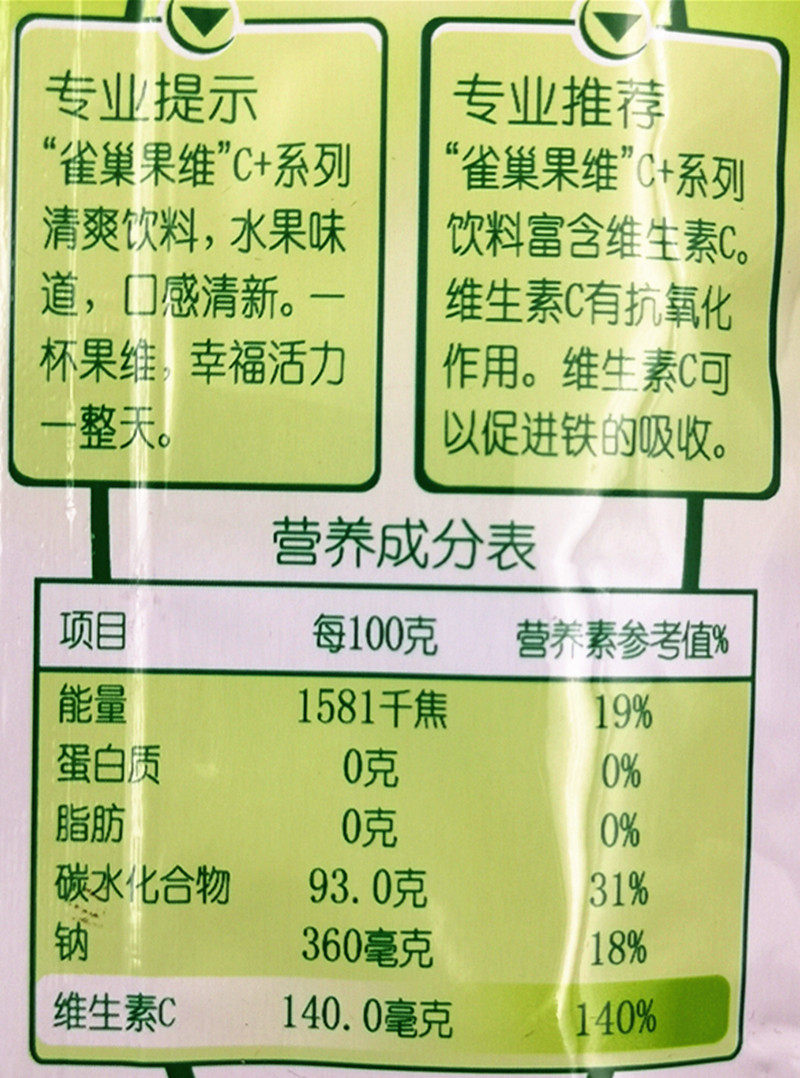 专业提示
“雀巢果维”C+系列
清爽饮料，水果味
道，口感清新。一
杯果维，幸福活力
一整天。
专业推荐
“雀巢果维”C+系列
饮料富含维生素C。
维生素C有抗氧化
作用。维生素C可
以促进铁的吸收。
营养成分表
项目 每100克 营养素参考值%
能量 1581千焦 19%
蛋白质 0克 0%
脂肪 0克 0%
碳水化合物 93.0克 31%
钠 360毫克 18%
维生素C 140.0毫克 140%